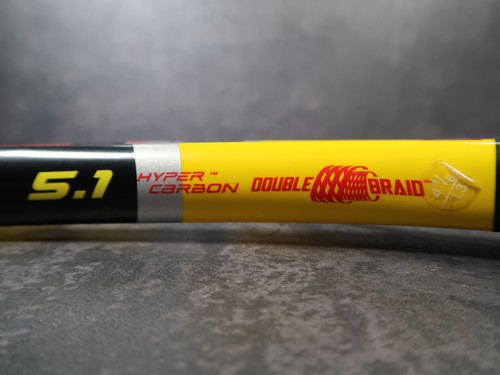 5.1
HYPER™
CARBON
DOUBLE BRAID™